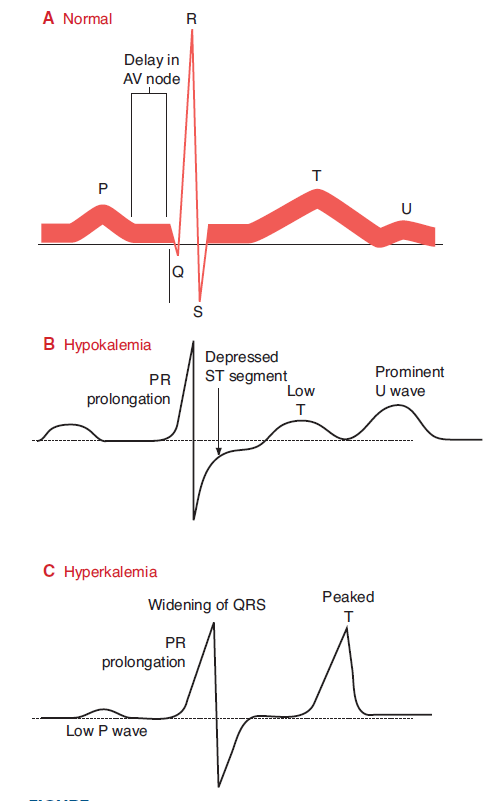 A Normal
R
Delay in
AV node
P
T
U
Q
S
B Hypokalemia
Depressed
ST segment
PR
prolongation
Low
T
Prominent
U wave
C Hyperkalemia
Widening of QRS
Peaked
T
PR
prolongation
Low P wave